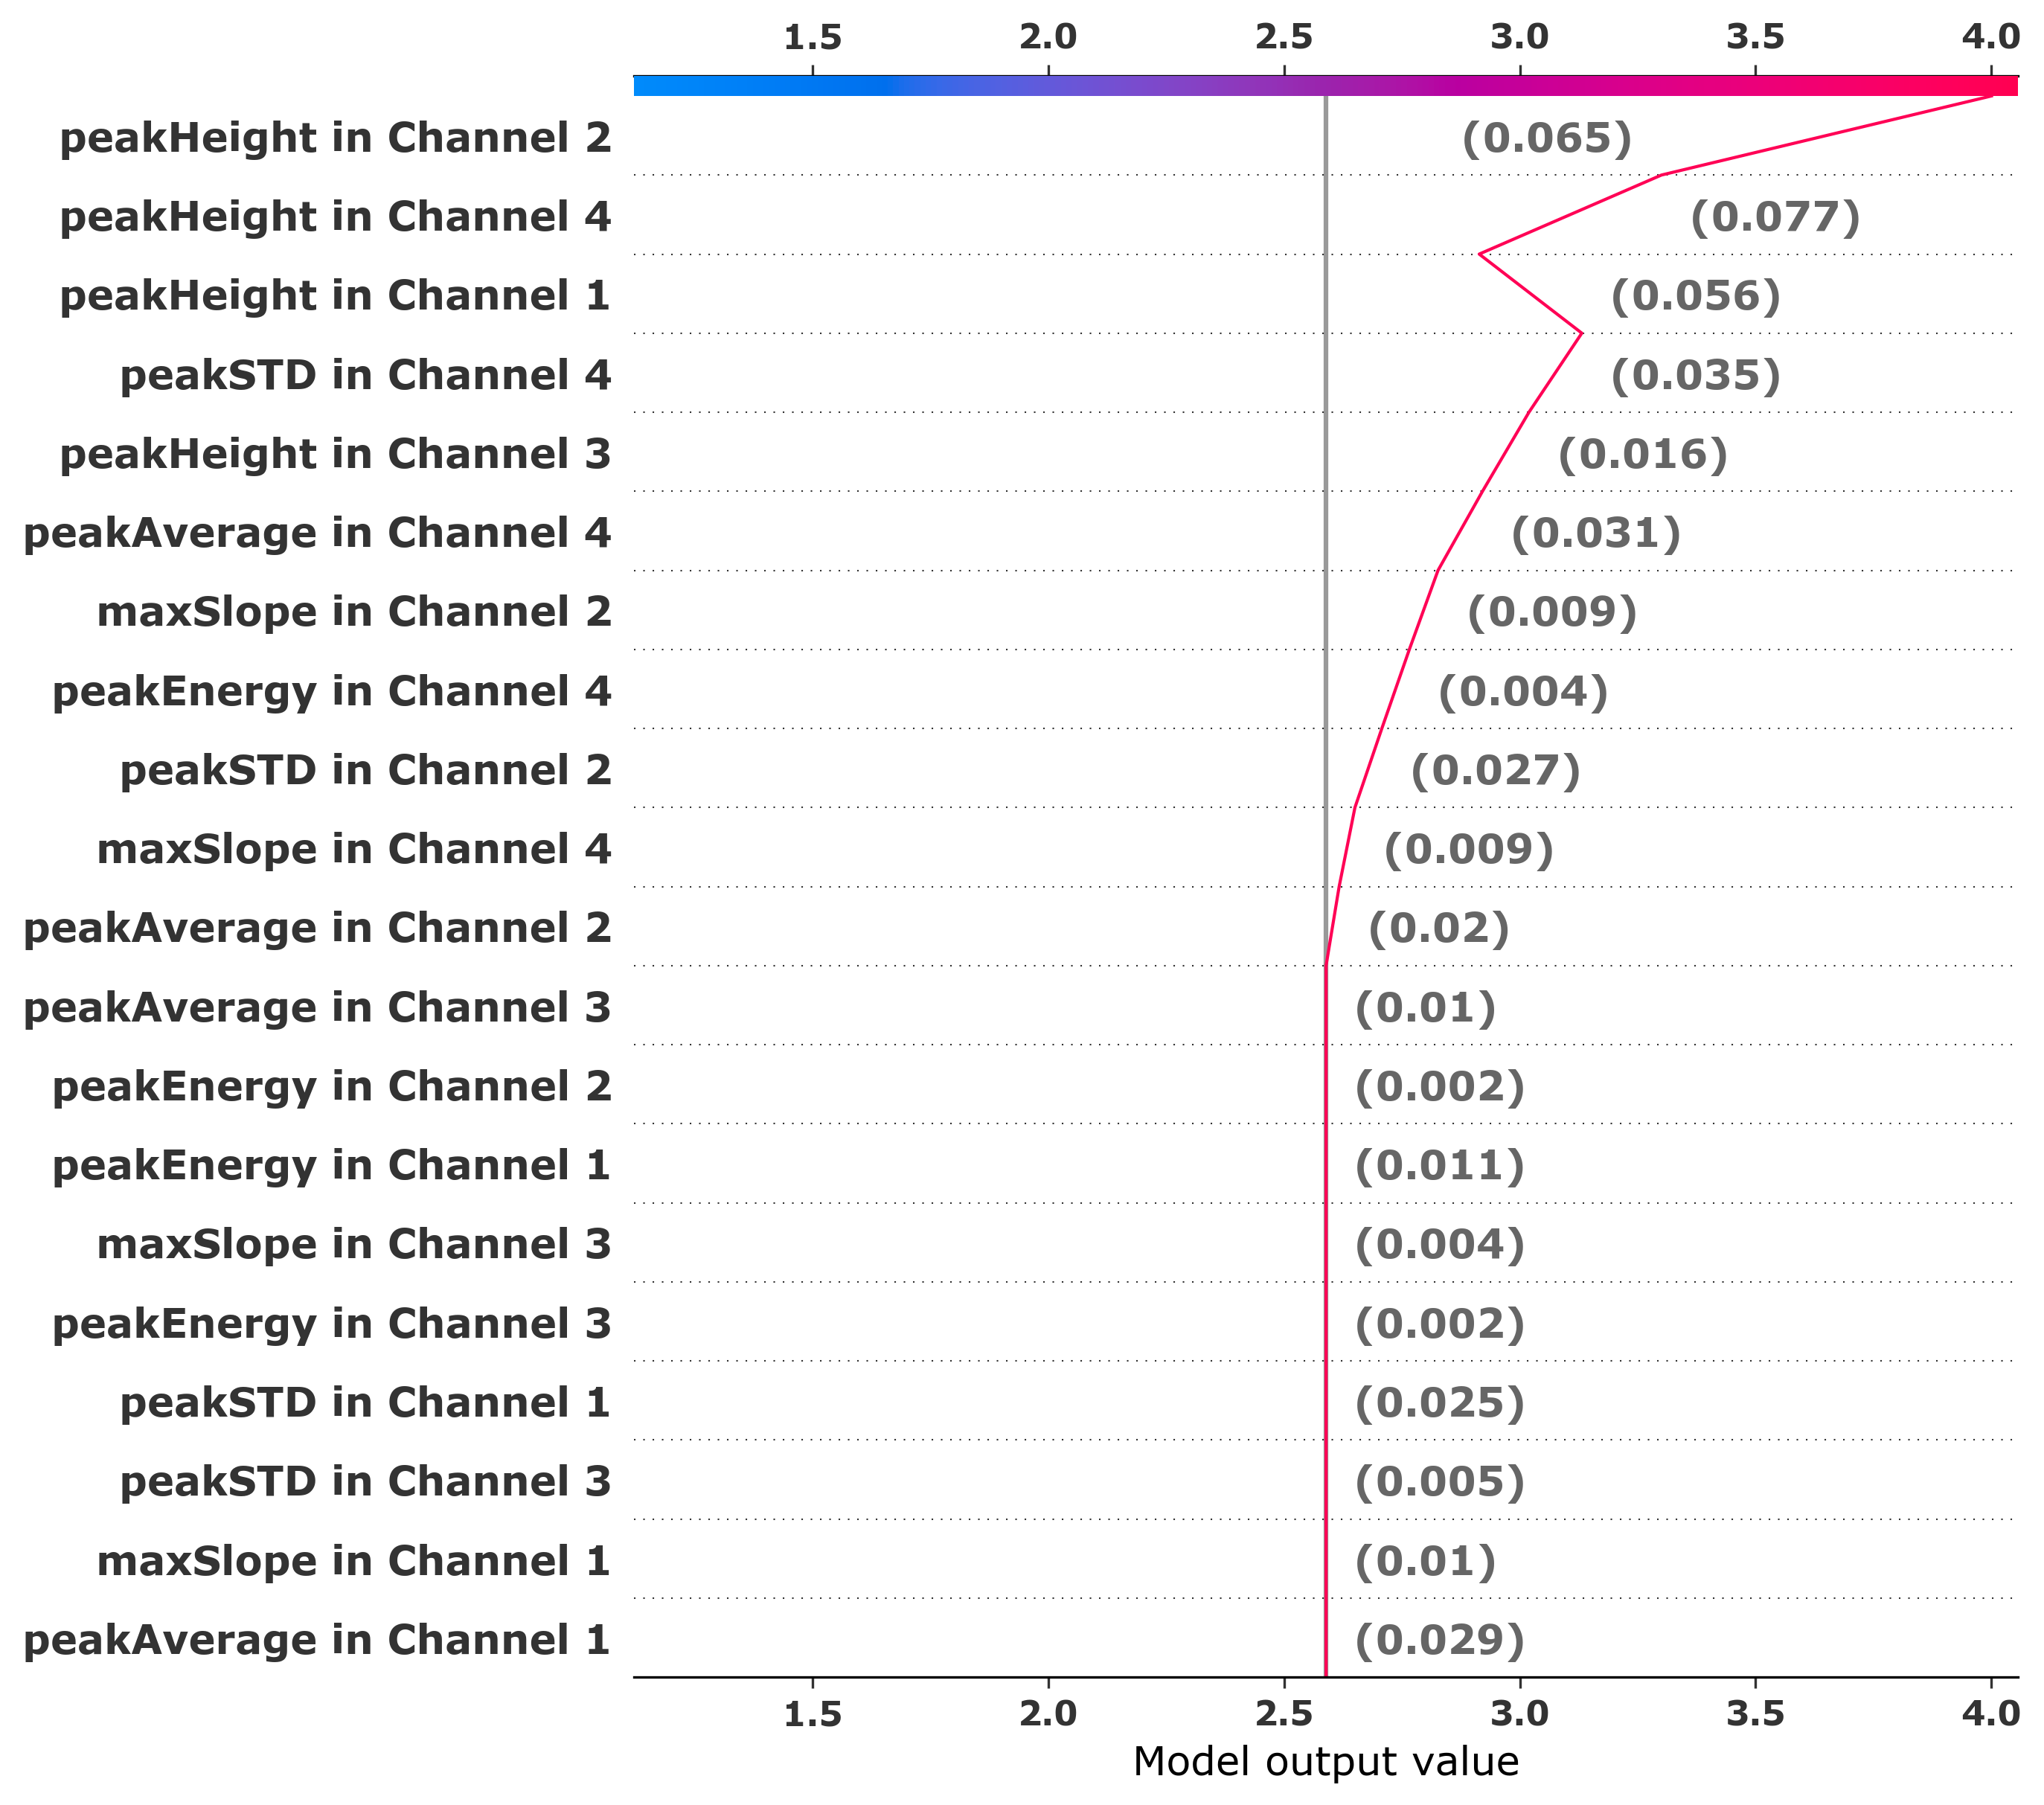 1.5 2.0 2.5 3.0 3.5 4.0
peakHeight in Channel 2 (0.065)
peakHeight in Channel 4 (0.077)
peakHeight in Channel 1 (0.056)
peakSTD in Channel 4 (0.035)
peakHeight in Channel 3 (0.016)
peakAverage in Channel 4 (0.031)
maxSlope in Channel 2 (0.009)
peakEnergy in Channel 4 (0.004)
peakSTD in Channel 2 (0.027)
maxSlope in Channel 4 (0.009)
peakAverage in Channel 2 (0.02)
peakAverage in Channel 3 (0.01)
peakEnergy in Channel 2 (0.002)
peakEnergy in Channel 1 (0.011)
maxSlope in Channel 3 (0.004)
peakEnergy in Channel 3 (0.002)
peakSTD in Channel 1 (0.025)
peakSTD in Channel 3 (0.005)
maxSlope in Channel 1 (0.01)
peakAverage in Channel 1 (0.029)
1.5 2.0 2.5 3.0 3.5 4.0
Model output value